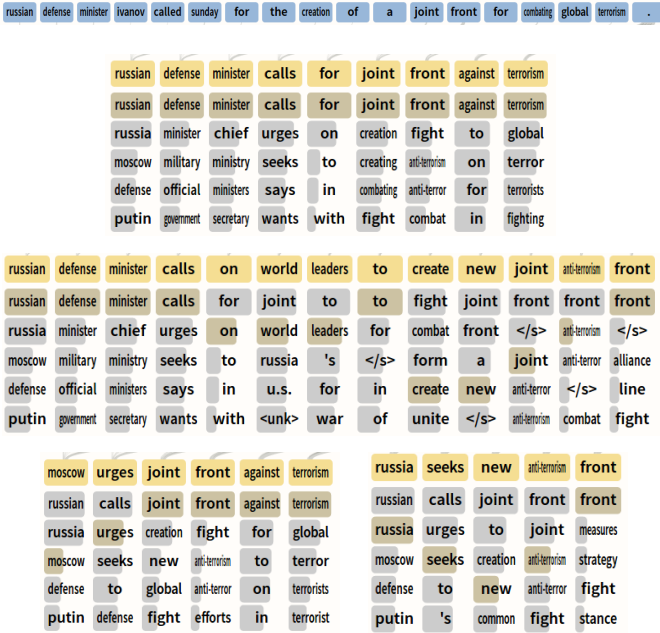 russian defense minister ivanov called sunday for the creation of a joint front for combating global terrorism .
russian defense minister calls for joint front against terrorism
russian defense minister calls for joint front against terrorism
russia minister chief urges on creation fight to global
moscow military ministry seeks to creating anti-terrorism on terror
defense official ministers says in combating anti-terror for terrorists
putin government secretary wants with fight combat in fighting
russian defense minister calls on world leaders to create new joint anti-terrorism front
russian defense minister calls for joint to to fight joint front front front
russia minister chief urges on world leaders for combat front </s> anti-terrorism </s>
moscow military ministry seeks to russia 's </s> form a joint anti-terror alliance
defense official ministers says in u.s. for in create new anti-terror </s> line
putin government secretary wants with <unk> war of unite </s> anti-terrorism combat fight
moscow urges joint front against terrorism
russian calls joint front against terrorism
russia urges creation fight for global
moscow seeks new anti-terrorism to terror
defense to global anti-terror on terrorists
putin defense fight efforts in terrorist
russia seeks new anti-terrorism front
russian calls joint front front
russia urges to joint measures
moscow seeks creation anti-terrorism strategy
defense to new anti-terror fight
putin 's common fight stance